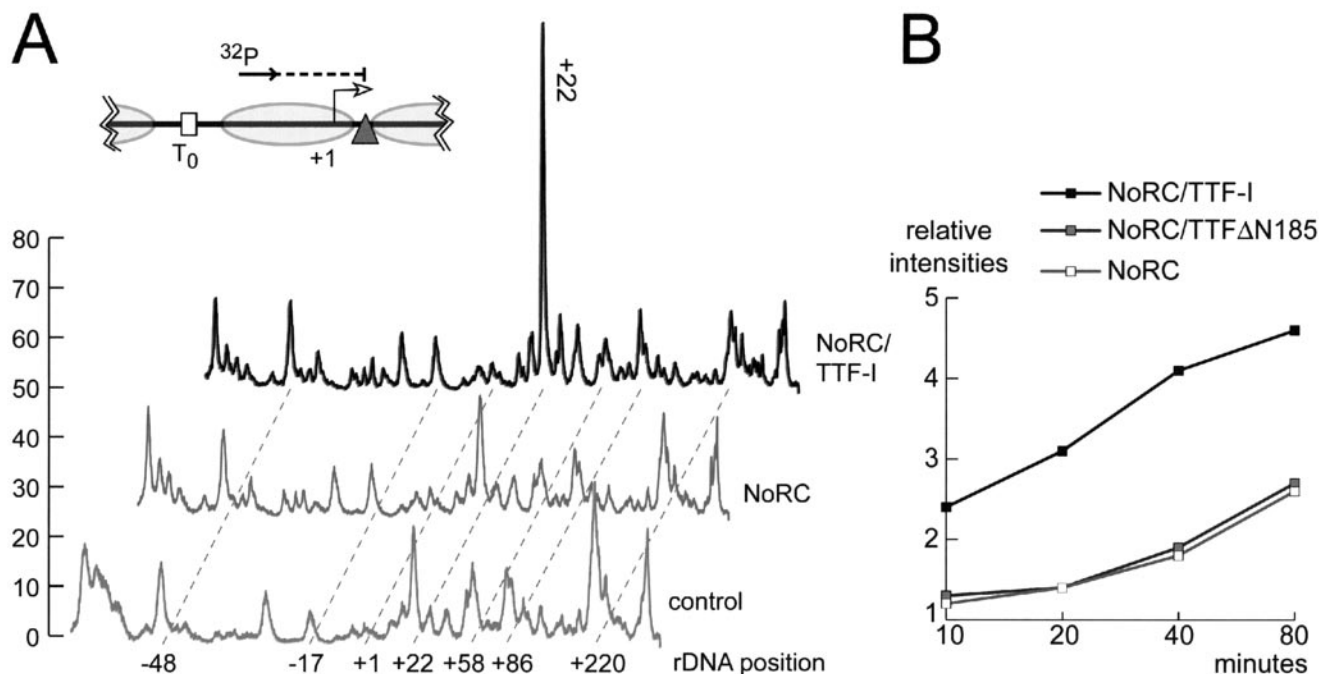 A
32P
T0
+1
+22
80
70
60
50
40
30
20
10
0
NoRC/
TTF-I
NoRC
control
-48 -17 +1 +22 +58 +86 +220 rDNA position
B
NoRC/TTF-I
NoRC/TTFΔN185
NoRC
relative
intensities
5
4
3
2
1
10 20 40 80
minutes